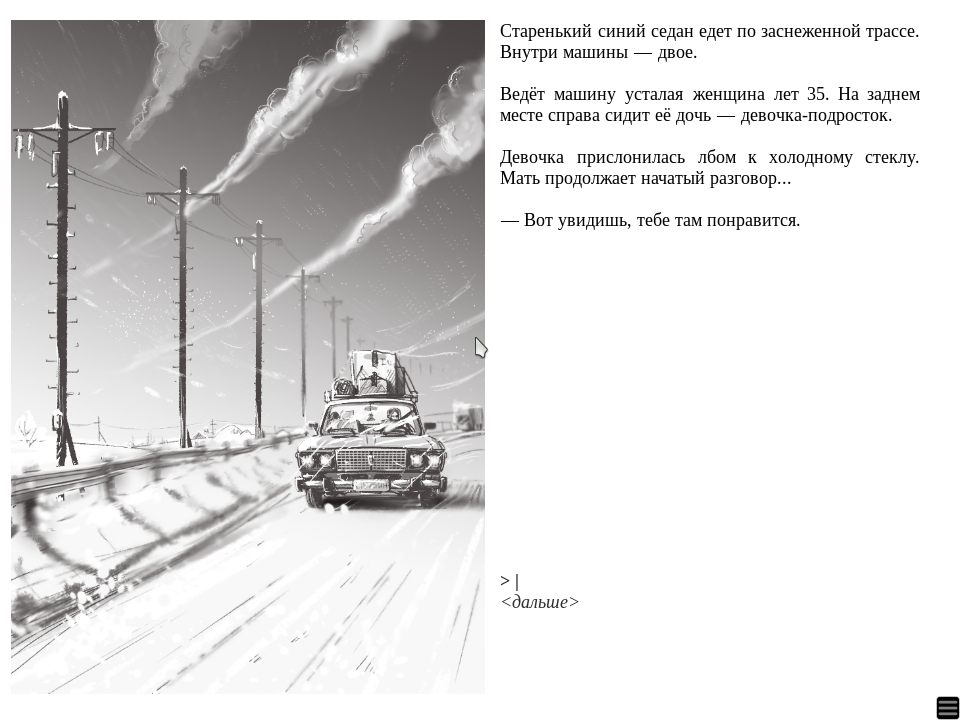 Старенький синий седан едет по заснеженной трассе.
Внутри машины — двое.
Ведёт машину усталая женщина лет 35. На заднем
месте справа сидит её дочь — девочка-подросток.
Девочка прислонилась лбом к холодному стеклу.
Мать продолжает начатый разговор...
— Вот увидишь, тебе там понравится.
> |
<дальше>